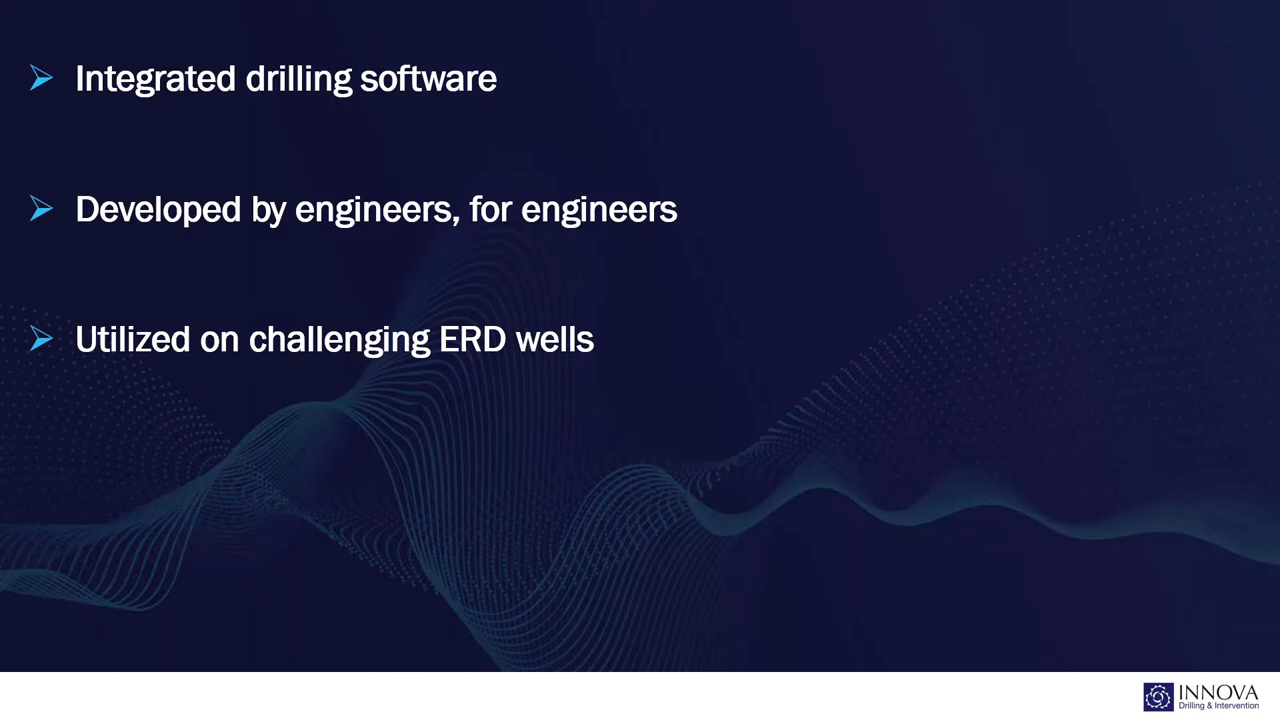 Integrated drilling software
Developed by engineers, for engineers
Utilized on challenging ERD wells
INNOVA
Drilling & Intervention